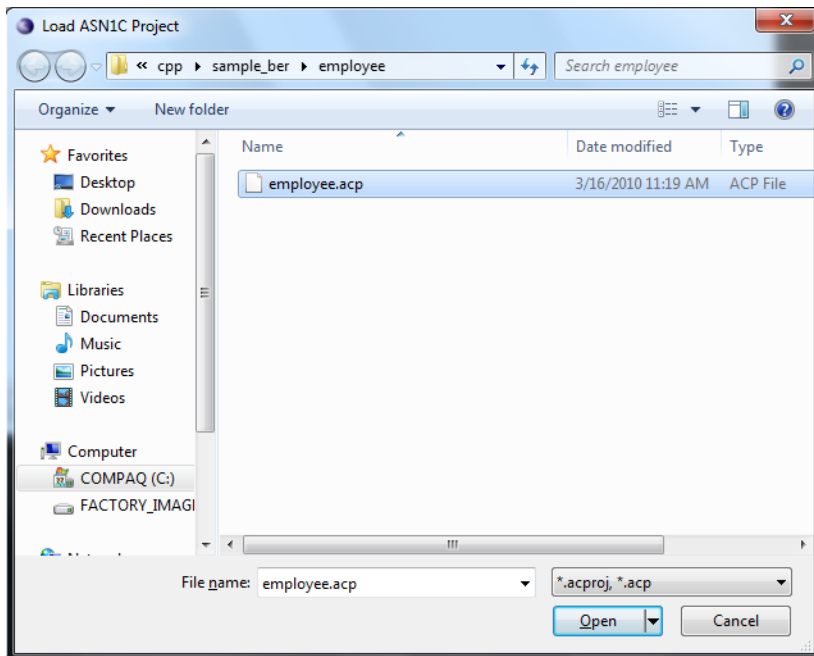 Load ASN1C Project
« cpp ▸ sample_ber ▸ employee
Search employee
Organize
New folder
Favorites
Desktop
Downloads
Recent Places
Libraries
Documents
Music
Pictures
Videos
Computer
COMPAQ (C:)
FACTORY_IMAG
Name Date modified Type
employee.acp 3/16/2010 11:19 AM ACP File
File name: employee.acp
*.acproj, *.acp
Open
Cancel